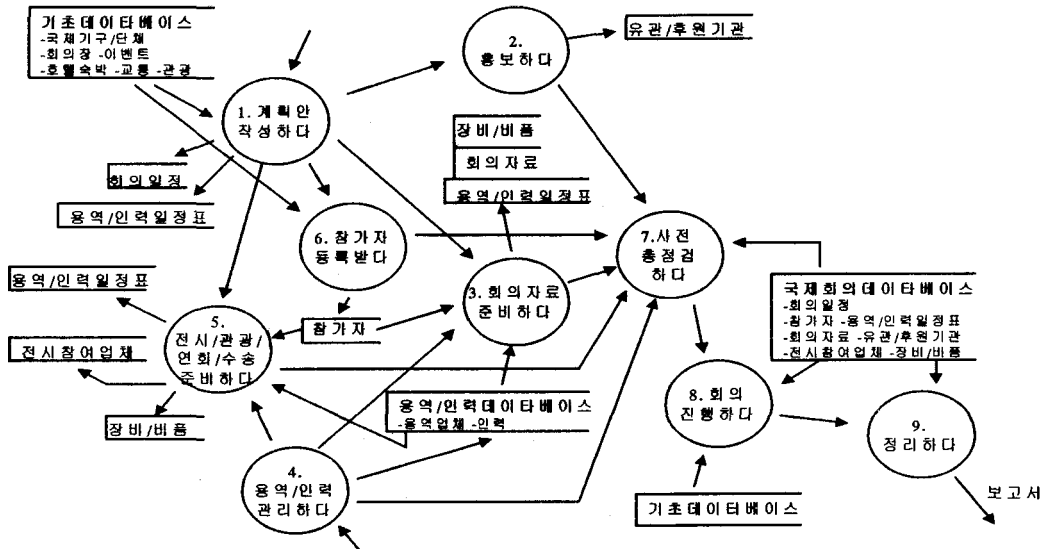 기초데이타베이스
-국제기구/단체
-회의장 -이벤트
-호텔숙박 -교통 -관광
1. 계획안
작성하다
2.
홍보하다
유관/후원기관
장비/비품
회의자료
용역/인력일정표
회의일정
용역/인력일정표
6. 참가자
등록받다
7.사전
총점검
하다
용역/인력일정표
3. 회의자료
준비하다
국제회의데이타베이스
-회의일정
-참가자 -용역/인력일정표
-회의자료 -유관/후원기관
-전시참여업체 -장비/비품
5.
전시/관광/
연회/수송
준비하다
참가자
전시참여업체
장비/비품
용역/인력데이타베이스
-용역업체 -인력
8. 회의
진행하다
9.
정리하다
4.
용역/인력
관리하다
기초데이터베이스
보고서